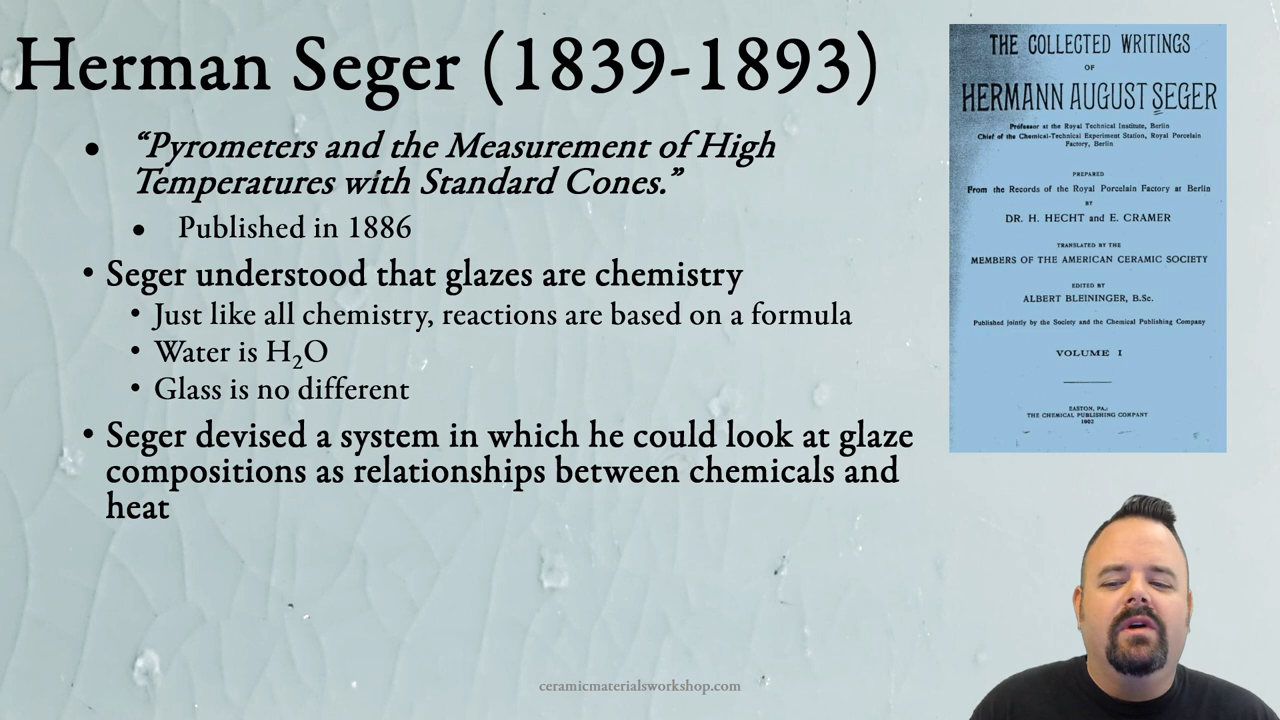 Herman Seger (1839-1893)
• “Pyrometers and the Measurement of High
Temperatures with Standard Cones.”
• Published in 1886
• Seger understood that glazes are chemistry
• Just like all chemistry, reactions are based on a formula
• Water is H₂O
• Glass is no different
• Seger devised a system in which he could look at glaze
compositions as relationships between chemicals and
heat
THE COLLECTED WRITINGS
OF
HERMANN AUGUST SEGER
Professor at the Royal Technical Institute, Berlin
Chief of the Chemical-Technical Experiment Station, Royal Porcelain
Factory, Berlin
PREPARED
From the Records of the Royal Porcelain Factory at Berlin
BY
DR. H. HECHT and E. CRAMER
TRANSLATED BY THE
MEMBERS OF THE AMERICAN CERAMIC SOCIETY
EDITED BY
ALBERT BLEININGER, B.Sc.
Published jointly by the Society and the Chemical Publishing Company
VOLUME I
EASTON, PA.:
THE CHEMICAL PUBLISHING COMPANY
1902
ceramicmaterialsworkshop.com